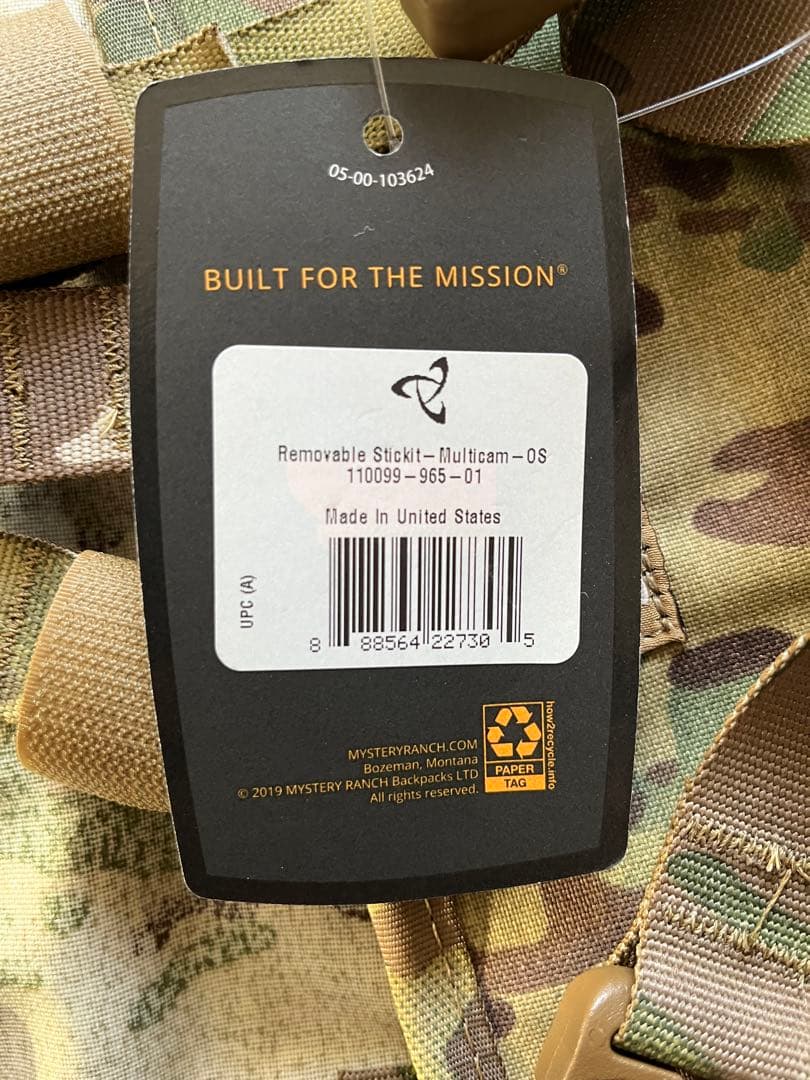 05-00-103624
BUILT FOR THE MISSION®
Removable Stickit-Multicam-OS
110099-965-01
Made In United States
UPC (A)
8 88564 22730 5
MYSTERYRANCH.COM
Bozeman, Montana
© 2019 MYSTERY RANCH Backpacks LTD
All rights reserved.
PAPER
TAG
how2recycle.info